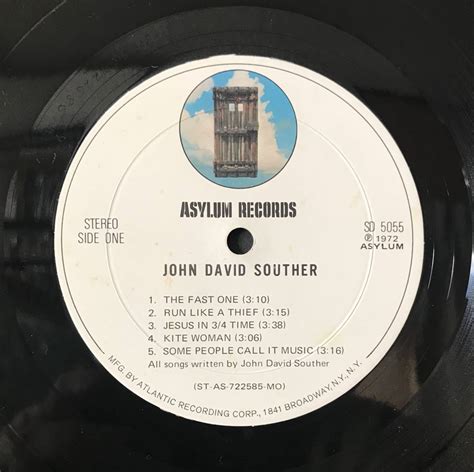 ASYLUM RECORDS
STEREO
SIDE ONE
SD 5055
℗ 1972
ASYLUM
JOHN DAVID SOUTHER
1. THE FAST ONE (3:10)
2. RUN LIKE A THIEF (3:15)
3. JESUS IN 3/4 TIME (3:38)
4. KITE WOMAN (3:06)
5. SOME PEOPLE CALL IT MUSIC (3:16)
All songs written by John David Souther
(ST-AS-722585-MO)
MFG. BY ATLANTIC RECORDING CORP., 1841 BROADWAY, N.Y., N.Y.